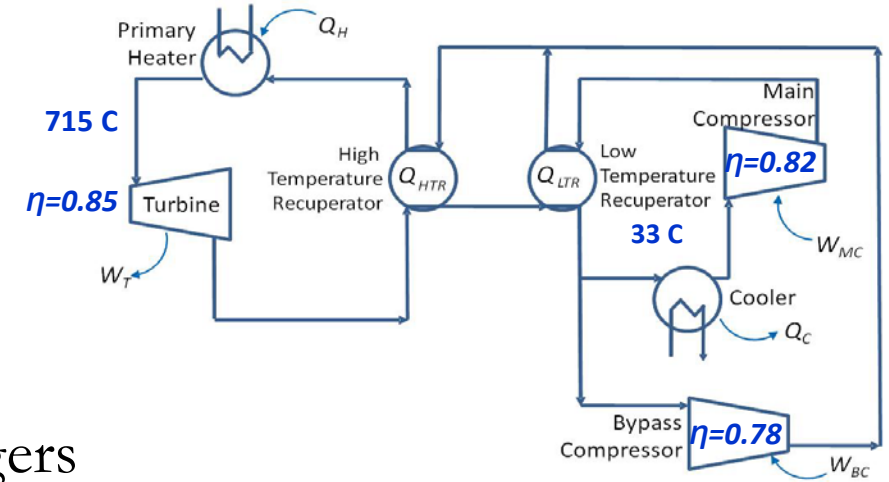 Primary
Heater
Q_H
715 C
η=0.85
Turbine
W_T
High
Temperature
Recuperator
Q_HTR
Q_LTR
Low
Temperature
Recuperator
33 C
Main
Compressor
η=0.82
W_MC
Cooler
Q_C
Bypass
Compressor
η=0.78
W_BC
gers